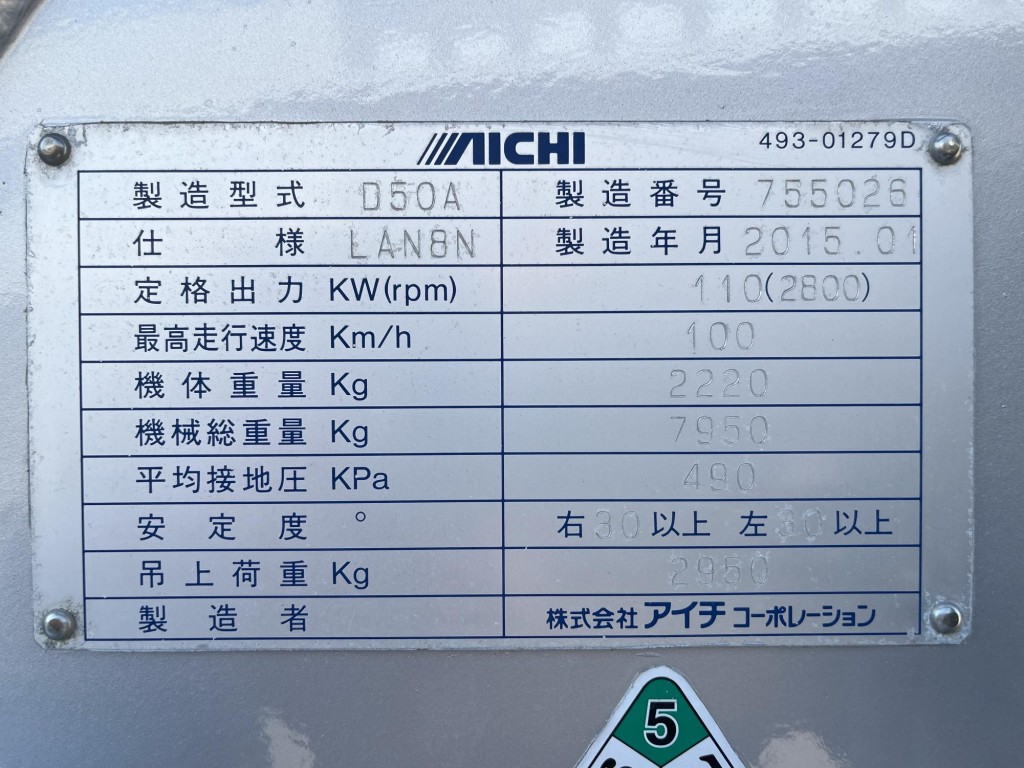 AICHI 493-01279D
製造型式 D50A 製造番号 755026
仕様 LAN8N 製造年月 2015.01
定格出力 KW(rpm) 110(2800)
最高走行速度 Km/h 100
機体重量 Kg 2220
機械総重量 Kg 7950
平均接地圧 KPa 490
安定度 ° 右30以上 左30以上
吊上荷重 Kg 2950
製造者 株式会社 アイチ コーポレーション
5